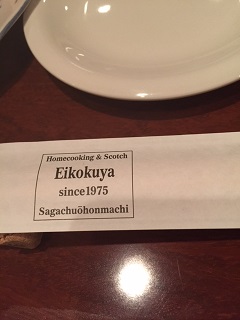 Homecooking & Scotch
Eikokuya
since1975
Sagachuōhonmachi